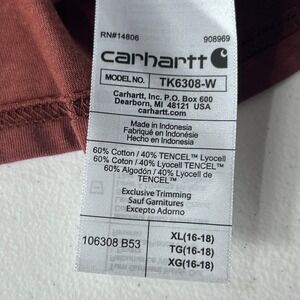 RN#14806 908969
carhartt
MODEL NO. TK6308-W
Carhartt, Inc. P.O. Box 600
Dearborn, MI 48121 USA
carhartt.com
Made in Indonesia
Fabriqué en Indonésie
Hecho en Indonesia
60% Cotton / 40% TENCEL™ Lyocell
60% Cotton / 40% TENCEL™ Lyocell
60% Algodón / 40% Lyocell de
TENCEL™
Exclusive Trimming
Sauf Garnitures
Excepto Adorno
106308 B53
XL(16-18)
TG(16-18)
XG(16-18)